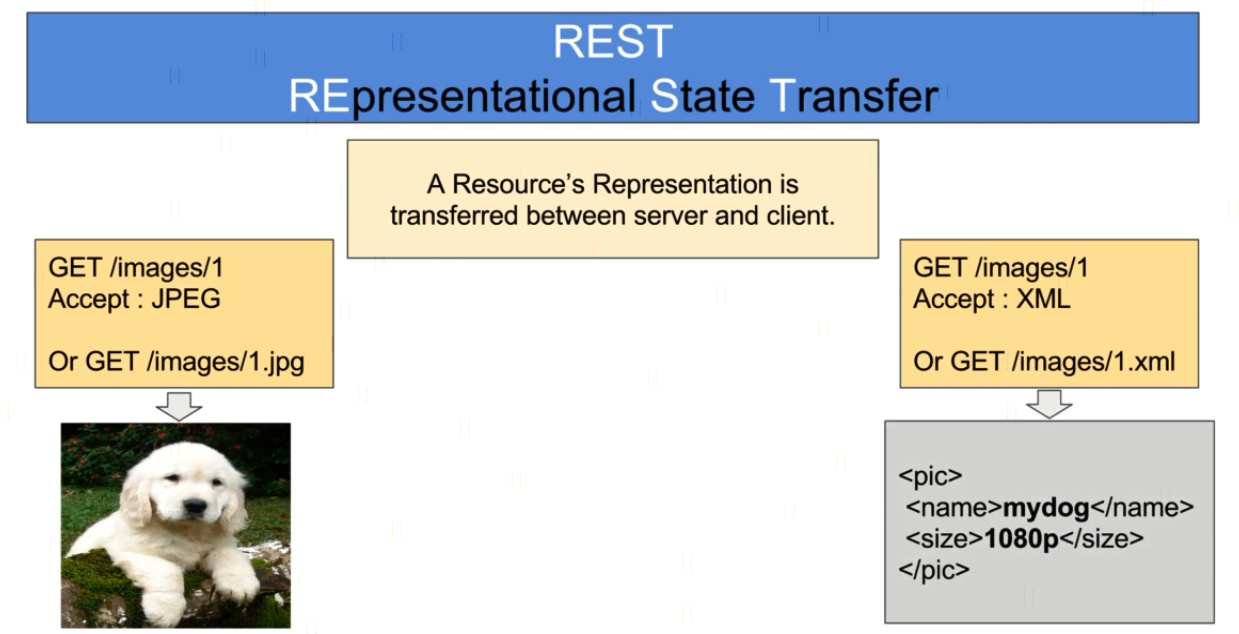 REST
REpresentational State Transfer
A Resource’s Representation is
transferred between server and client.
GET /images/1
Accept : JPEG
Or GET /images/1.jpg
GET /images/1
Accept : XML
Or GET /images/1.xml
<pic>
<name>mydog</name>
<size>1080p</size>
</pic>